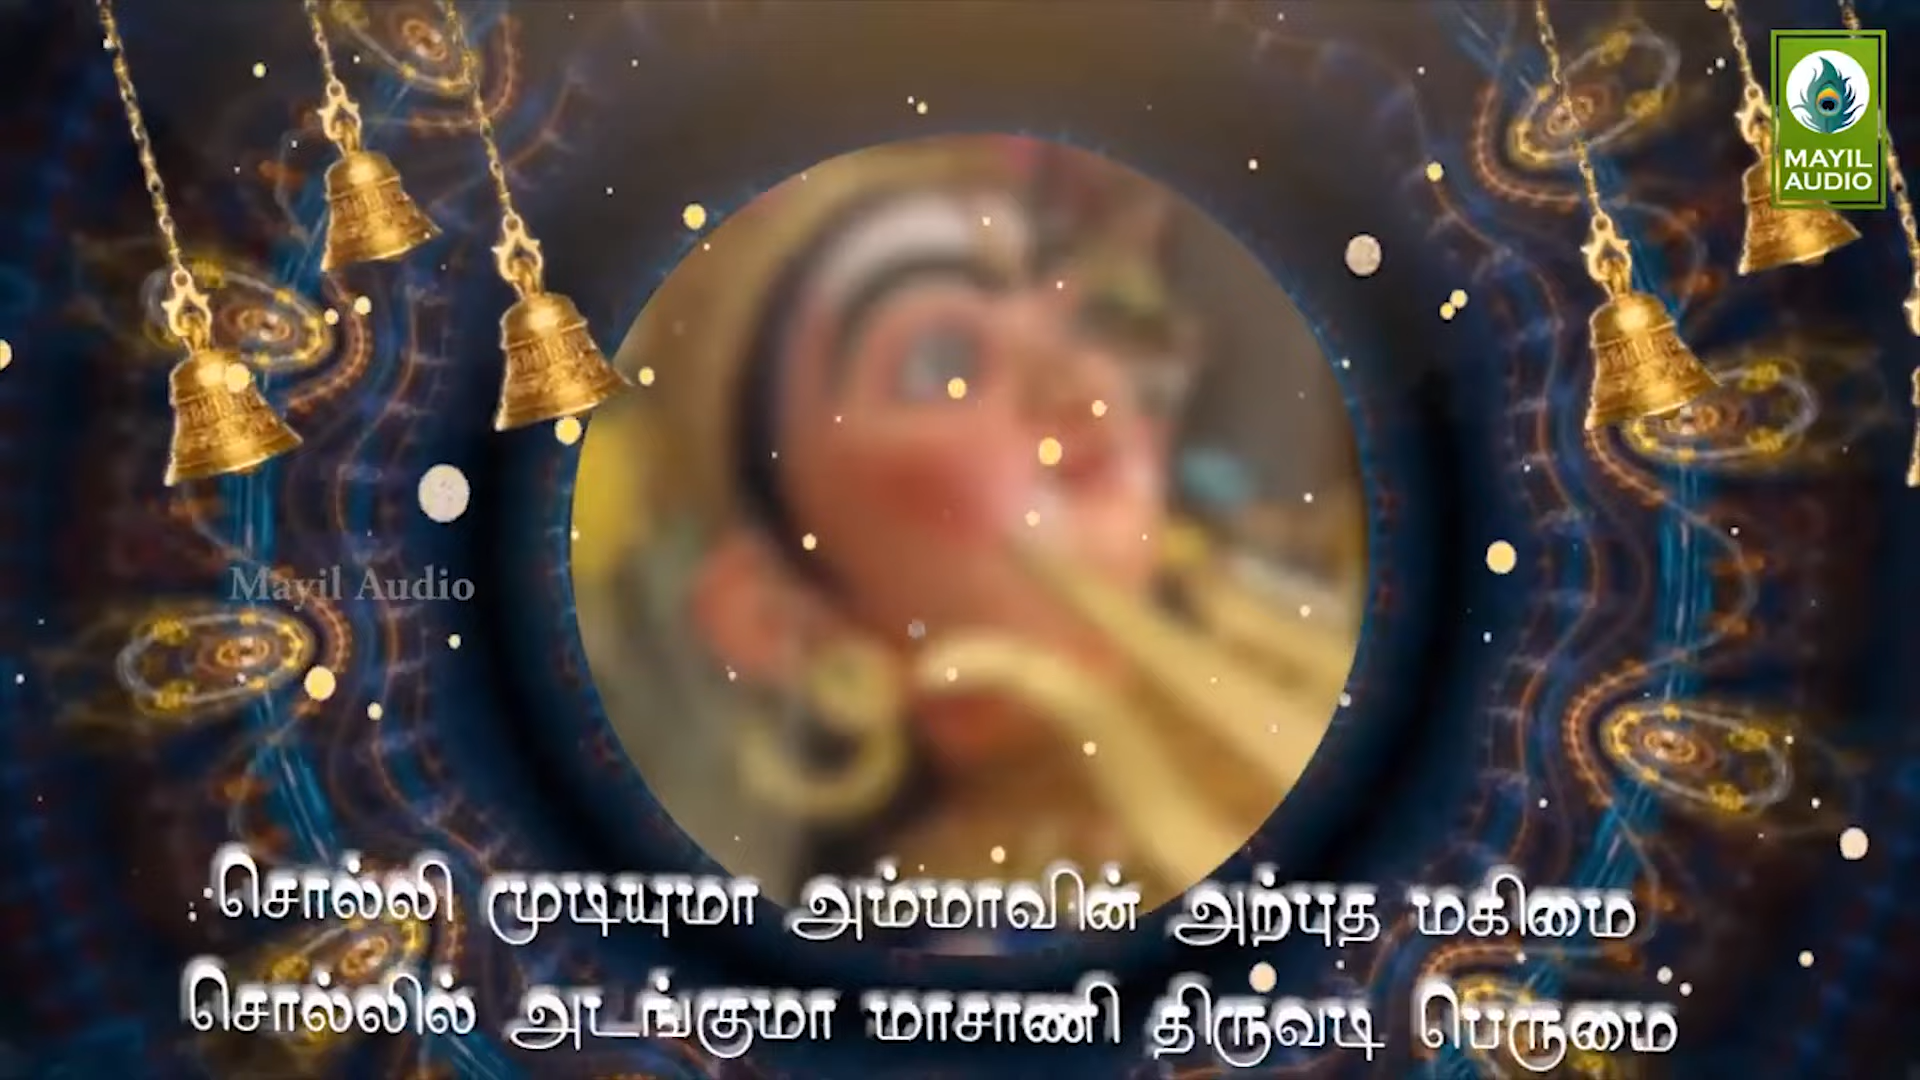 MAYIL
AUDIO
Mayil Audio
சொல்லி முடியுமா அம்மாவின் அற்புத மகிமை
சொல்லில் அடங்குமா மாசாணி திருவடி பெருமை